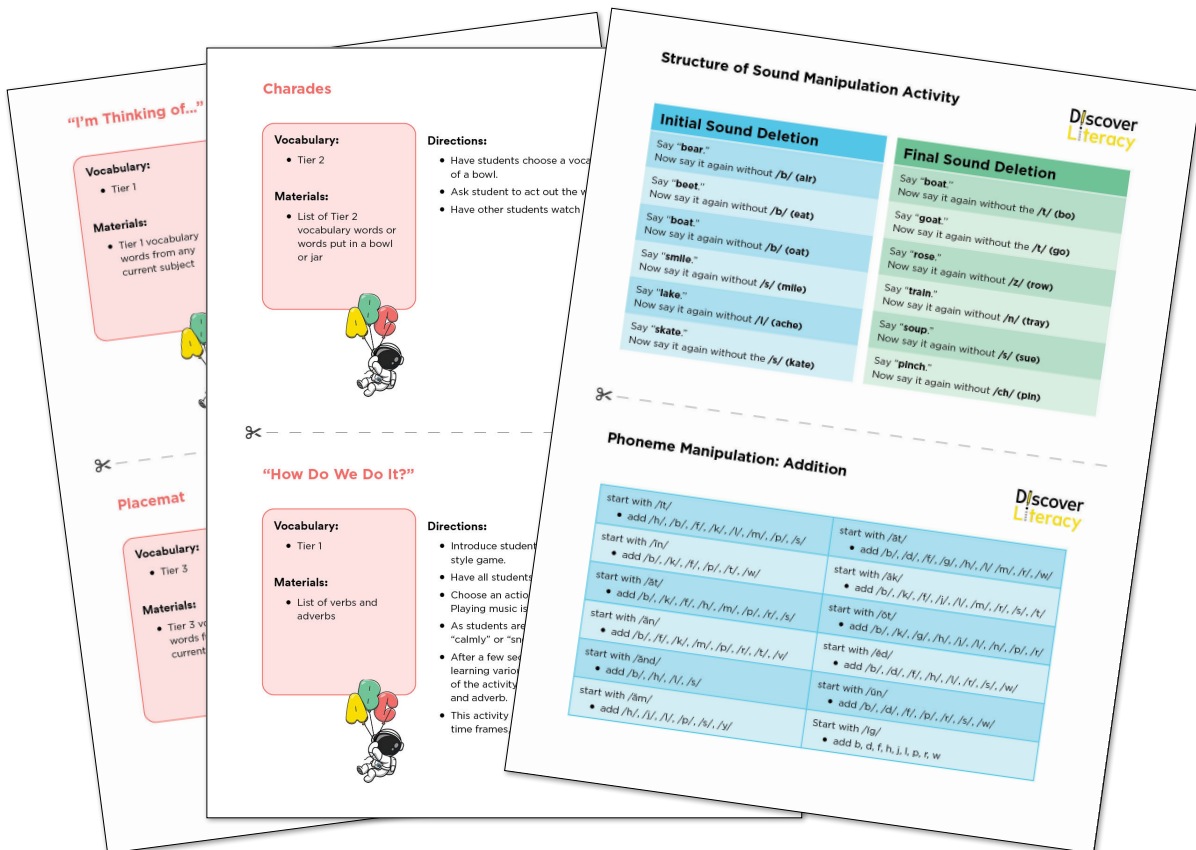 "I'm Thinking of..."
Vocabulary:
• Tier 1
Materials:
• Tier 1 vocabulary
words from any
current subject
Placemat
Vocabulary:
• Tier 3
Materials:
• Tier 3
words
current
Charades
Vocabulary:
• Tier 2
Materials:
• List of Tier 2
vocabulary words or
words put in a bowl
or jar
Directions:
• Have students choose a
of a bowl.
• Ask student to act out the
• Have other students watch
A B C
"How Do We Do It?"
Vocabulary:
• Tier 1
Materials:
• List of verbs and
adverbs
Directions:
• Introduce
style game.
• Have all students
• Choose an
Playing music is
• As students are
"calmly" or
• After a few
learning
of the activity
and adverb.
• This activity
time frames
A B C
Structure of Sound Manipulation Activity
Discover
Literacy
Initial Sound Deletion
Say "bear."
Now say it again without /b/ (air)
Say "beet."
Now say it again without /b/ (eat)
Say "boat."
Now say it again without /b/ (oat)
Say "smile."
Now say it again without /s/ (mile)
Say "lake."
Now say it again without /l/ (ache)
Say "skate."
Now say it again without the /s/ (kate)
Final Sound Deletion
Say "boat."
Now say it again without the /t/ (bo)
Say "goat."
Now say it again without the /t/ (go)
Say "rose."
Now say it again without /z/ (row)
Say "train."
Now say it again without /n/ (tray)
Say "soup."
Now say it again without /s/ (sue)
Say "pinch."
Now say it again without /ch/ (pin)
Phoneme Manipulation: Addition
Discover
Literacy
start with /ĭt/
• add /h/, /b/, /f/, /k/, /l/, /m/, /p/, /s/
start with /ĭn/
• add /b/, /k/, /f/, /p/, /t/, /w/
start with /ăt/
• add /b/, /k/, /f/, /h/, /m/, /p/, /r/, /s/
start with /ăn/
• add /b/, /f/, /k/, /m/, /p/, /r/, /t/, /v/
start with /ănd/
• add /b/, /h/, /l/, /s/
start with /ăm/
• add /h/, /j/, /l/, /p/, /s/, /y/
start with /āt/
• add /b/, /d/, /f/, /g/, /h/, /l/ /m/, /r/, /w/
start with /āk/
• add /b/, /k/, /f/, /j/, /l/, /m/, /r/, /s/, /t/
start with /ŏt/
• add /b/, /k/, /g/, /h/, /j/, /l/, /n/, /p/, /r/
start with /ĕd/
• add /b/, /d/, /f/, /h/, /l/, /r/, /s/, /w/
start with /ŭn/
• add /b/, /d/, /f/, /p/, /r/, /s/, /w/
Start with /ĭg/
• add b, d, f, h, j, l, p, r, w